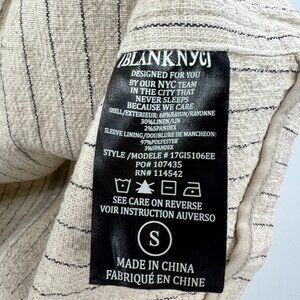 [BLANKNYC]
DESIGNED FOR YOU
BY OUR NYC TEAM
IN THE CITY THAT
NEVER SLEEPS
BECAUSE WE CARE
SHELL/EXTERIEUR: 68%RAYON/RAYONNE
30%LINEN/LIN
2%SPANDEX
SLEEVE LINING/DOUBLURE DE MANCHEON:
97%POLYESTER
3%SPANDEX
STYLE /MODELE # 17GI5106EE
PO# 107435
RN# 114542
SEE CARE ON REVERSE
VOIR INSTRUCTION AUVERSO
S
MADE IN CHINA
FABRIQUÉ EN CHINE